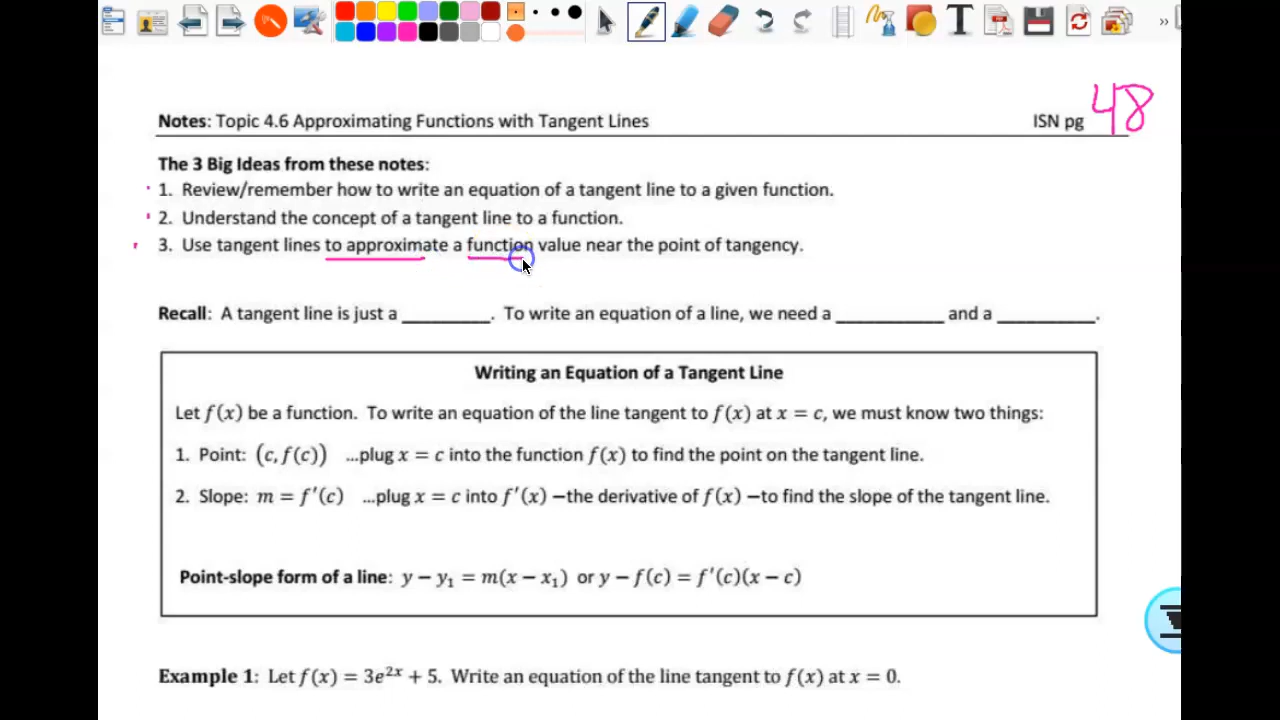 Notes: Topic 4.6 Approximating Functions with Tangent Lines ISN pg 48
The 3 Big Ideas from these notes:
1. Review/remember how to write an equation of a tangent line to a given function.
2. Understand the concept of a tangent line to a function.
3. Use tangent lines to approximate a function value near the point of tangency.
Recall: A tangent line is just a _________. To write an equation of a line, we need a ___________ and a __________.
Writing an Equation of a Tangent Line
Let f(x) be a function. To write an equation of the line tangent to f(x) at x = c, we must know two things:
1. Point: (c, f(c)) ...plug x = c into the function f(x) to find the point on the tangent line.
2. Slope: m = f′(c) ...plug x = c into f′(x) –the derivative of f(x) –to find the slope of the tangent line.
Point-slope form of a line: y − y₁ = m(x − x₁) or y − f(c) = f′(c)(x − c)
Example 1: Let f(x) = 3e²ˣ + 5. Write an equation of the line tangent to f(x) at x = 0.